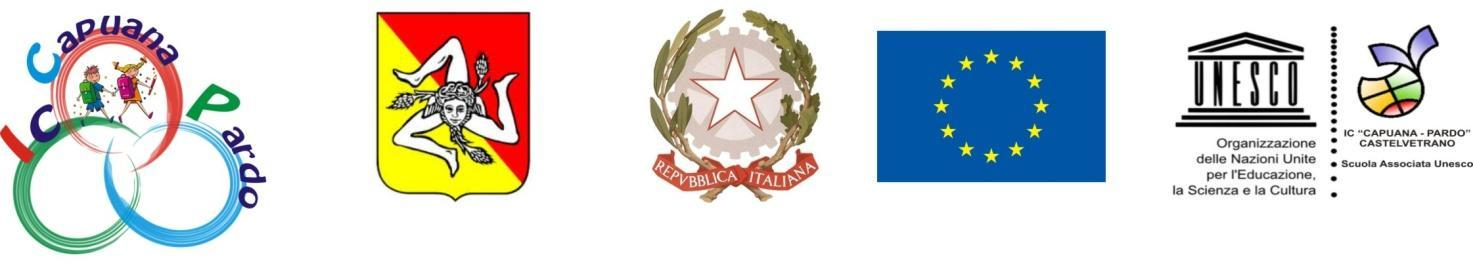 IC Capuana Pardo
REPVBBLICA ITALIANA
UNESCO
Organizzazione
delle Nazioni Unite
per l'Educazione,
la Scienza e la Cultura
IC "CAPUANA - PARDO"
CASTELVETRANO
Scuola Associata Unesco